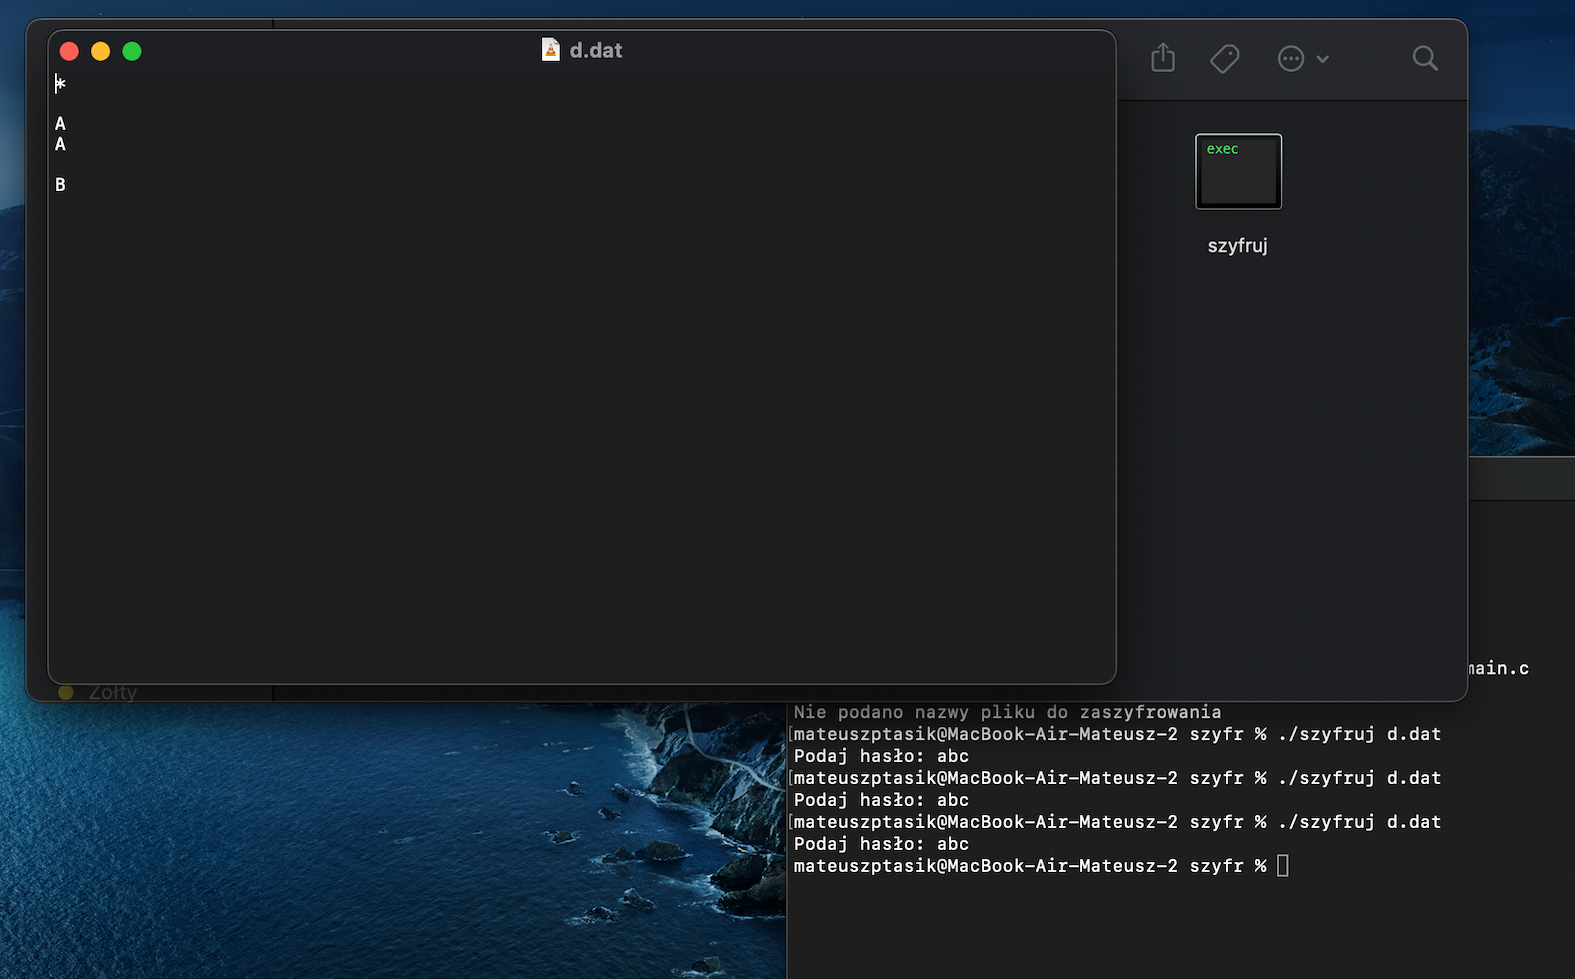 d.dat
*
A
A
B
exec
szyfruj
Żółty
main.c
Nie podano nazwy pliku do zaszyfrowania
[mateuszptasik@MacBook-Air-Mateusz-2 szyfr % ./szyfruj d.dat
Podaj hasło: abc
[mateuszptasik@MacBook-Air-Mateusz-2 szyfr % ./szyfruj d.dat
Podaj hasło: abc
[mateuszptasik@MacBook-Air-Mateusz-2 szyfr % ./szyfruj d.dat
Podaj hasło: abc
mateuszptasik@MacBook-Air-Mateusz-2 szyfr %